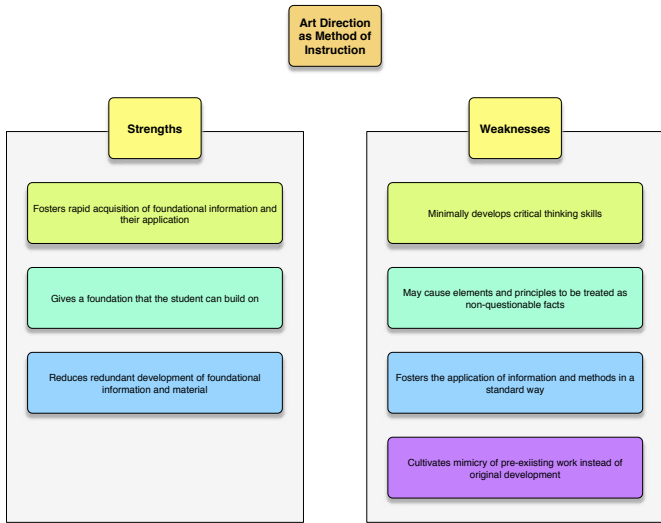 Art Direction
as Method of
Instruction
Strengths
Fosters rapid acquisition of foundational information and
their application
Gives a foundation that the student can build on
Reduces redundant development of foundational
information and material
Weaknesses
Minimally develops critical thinking skills
May cause elements and principles to be treated as
non-questionable facts
Fosters the application of information and methods in a
standard way
Cultivates mimicry of pre-exiisting work instead of
original development